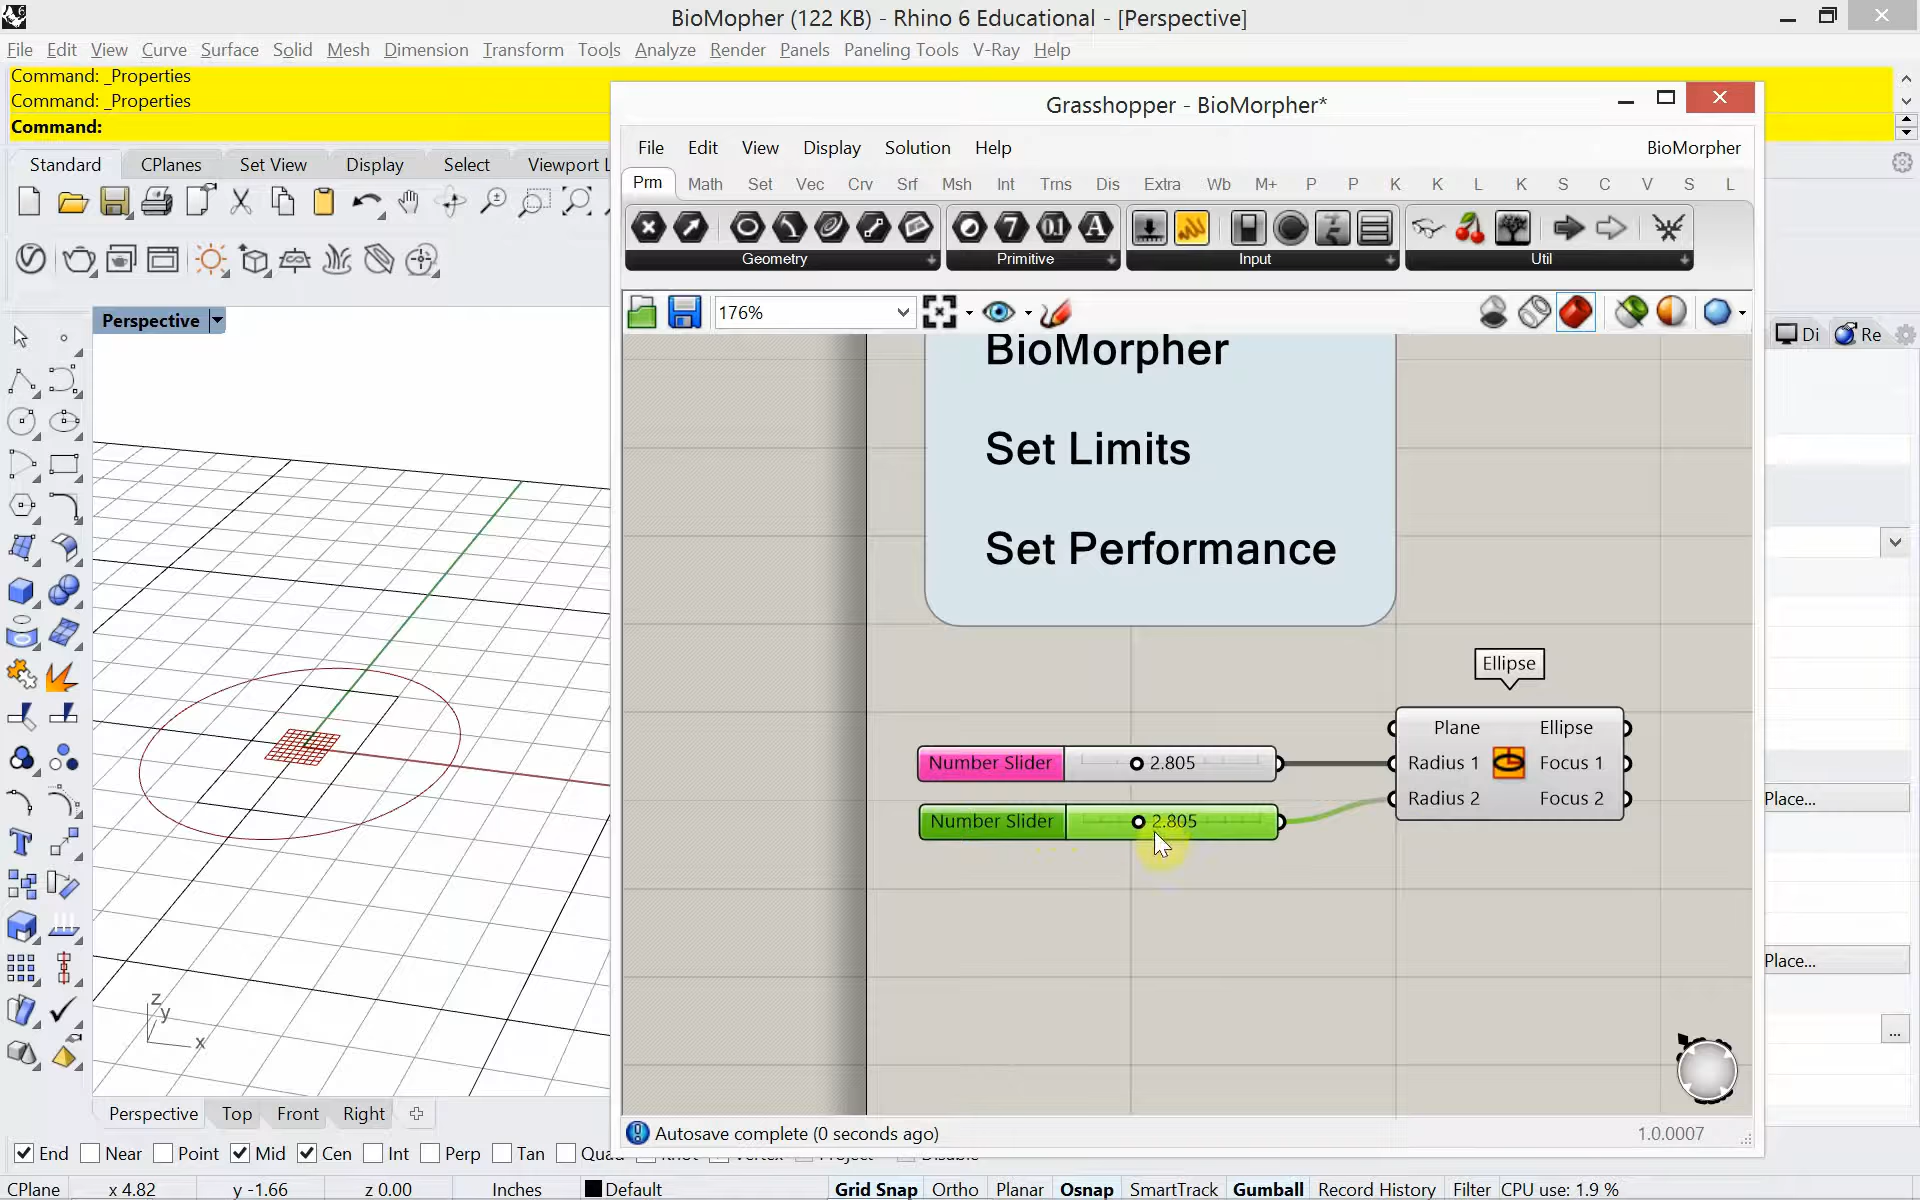 BioMopher (122 KB) - Rhino 6 Educational - [Perspective]
File Edit View Curve Surface Solid Mesh Dimension Transform Tools Analyze Render Panels Paneling Tools V-Ray Help
Command: _Properties
Command: _Properties
Command:
Grasshopper - BioMorpher*
File Edit View Display Solution Help BioMorpher
Standard CPlanes Set View Display Select Viewport L
Prm Math Set Vec Crv Srf Msh Int Trns Dis Extra Wb M+ P P K K L K S C V S L
Geometry Primitive Input Util
176%
Perspective
Di Re
BioMorpher
Set Limits
Set Performance
Ellipse
Plane Ellipse
Number Slider 2.805 Radius 1 Focus 1
Number Slider 2.805 Radius 2 Focus 2
Place...
Place...
...
z
y
x
Perspective Top Front Right
Autosave complete (0 seconds ago) 1.0.0007
End Near Point Mid Cen Int Perp Tan
CPlane x 4.82 y -1.66 z 0.00 Inches Default Grid Snap Ortho Planar Osnap SmartTrack Gumball Record History Filter CPU use: 1.9 %